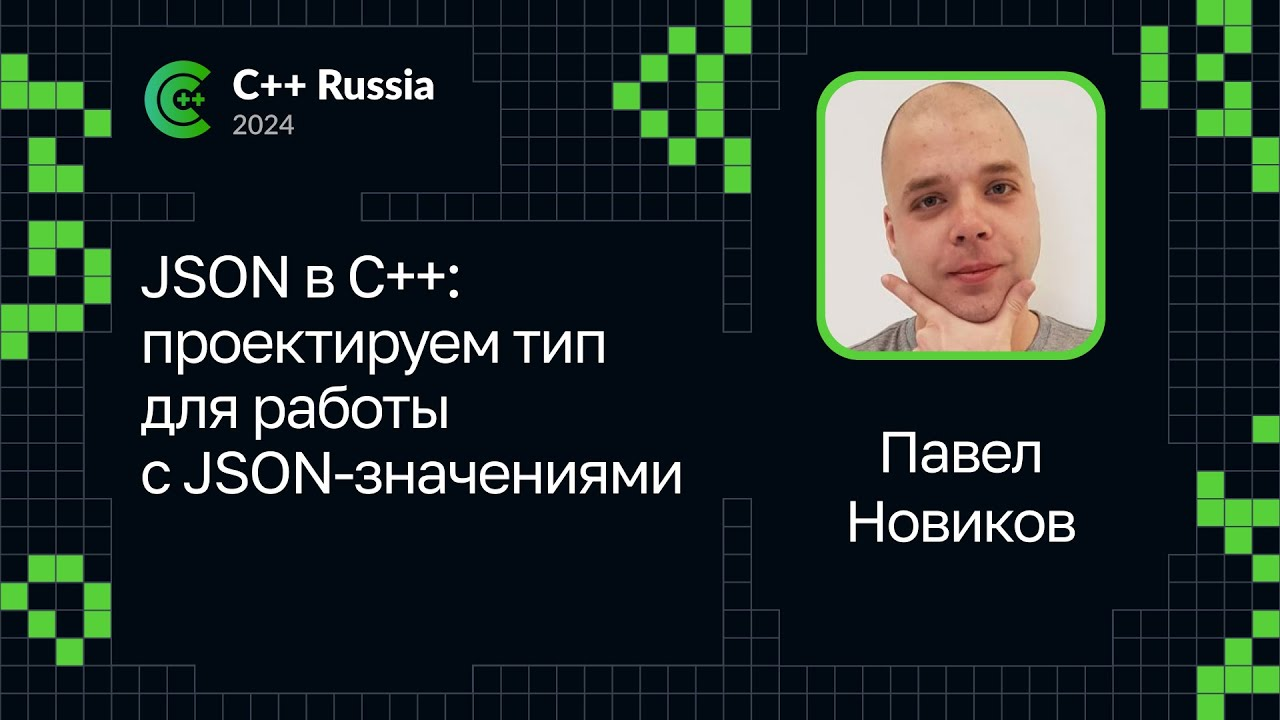 C++ Russia
2024
JSON в C++:
проектируем тип
для работы
с JSON-значениями
Павел
Новиков